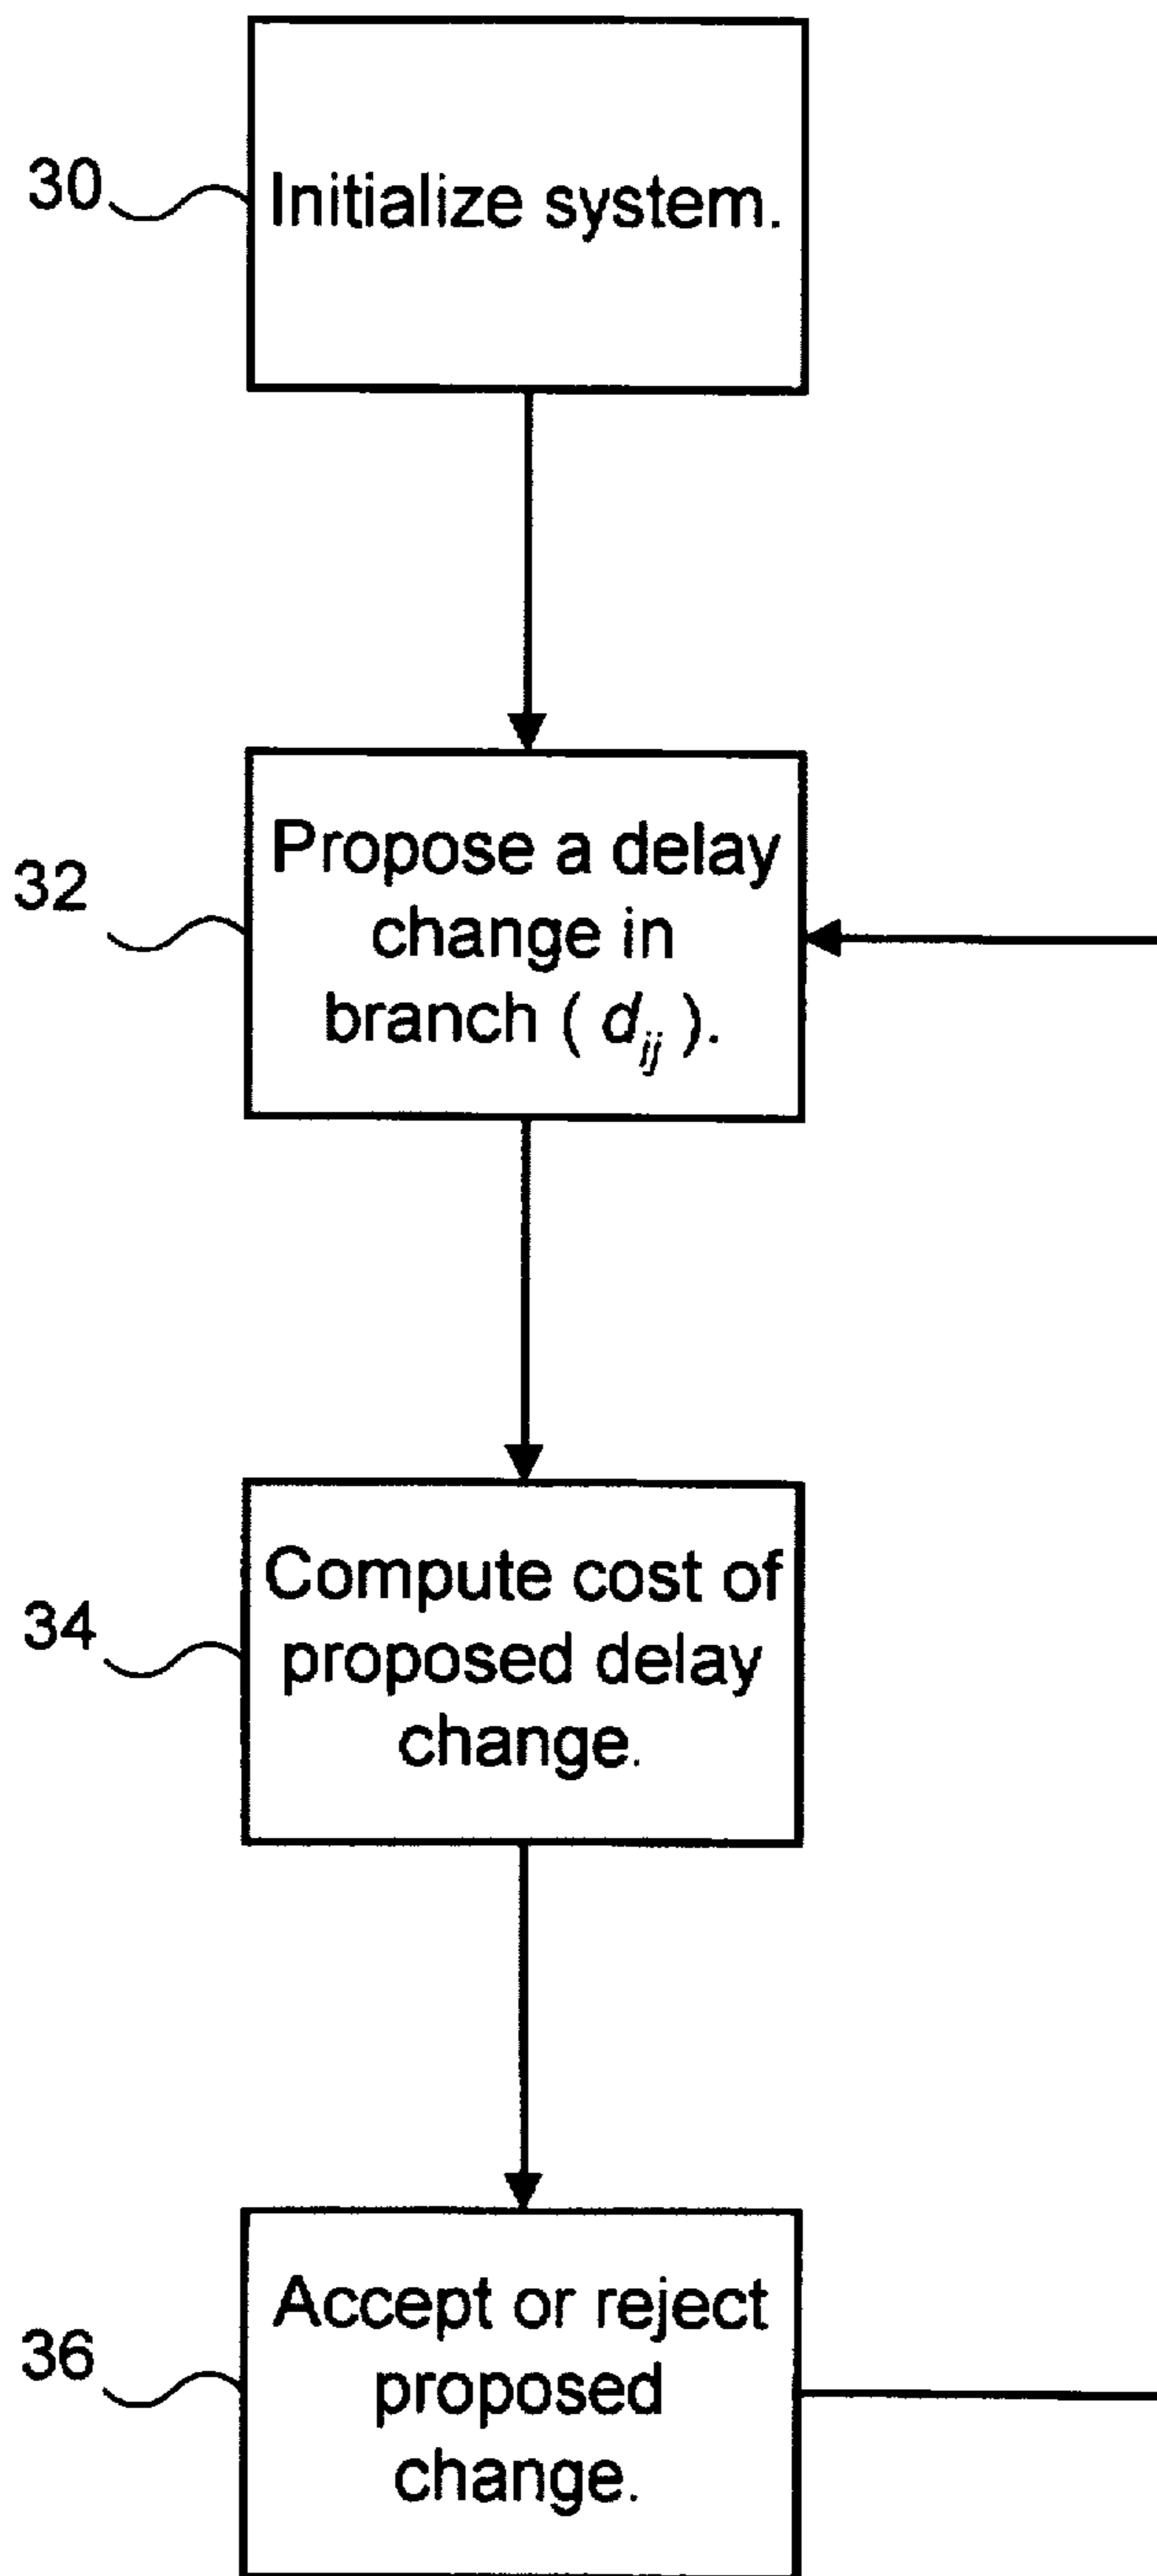 30
Initialize system.
32
Propose a delay
change in
branch ( d_ij ).
34
Compute cost of
proposed delay
change.
36
Accept or reject
proposed
change.